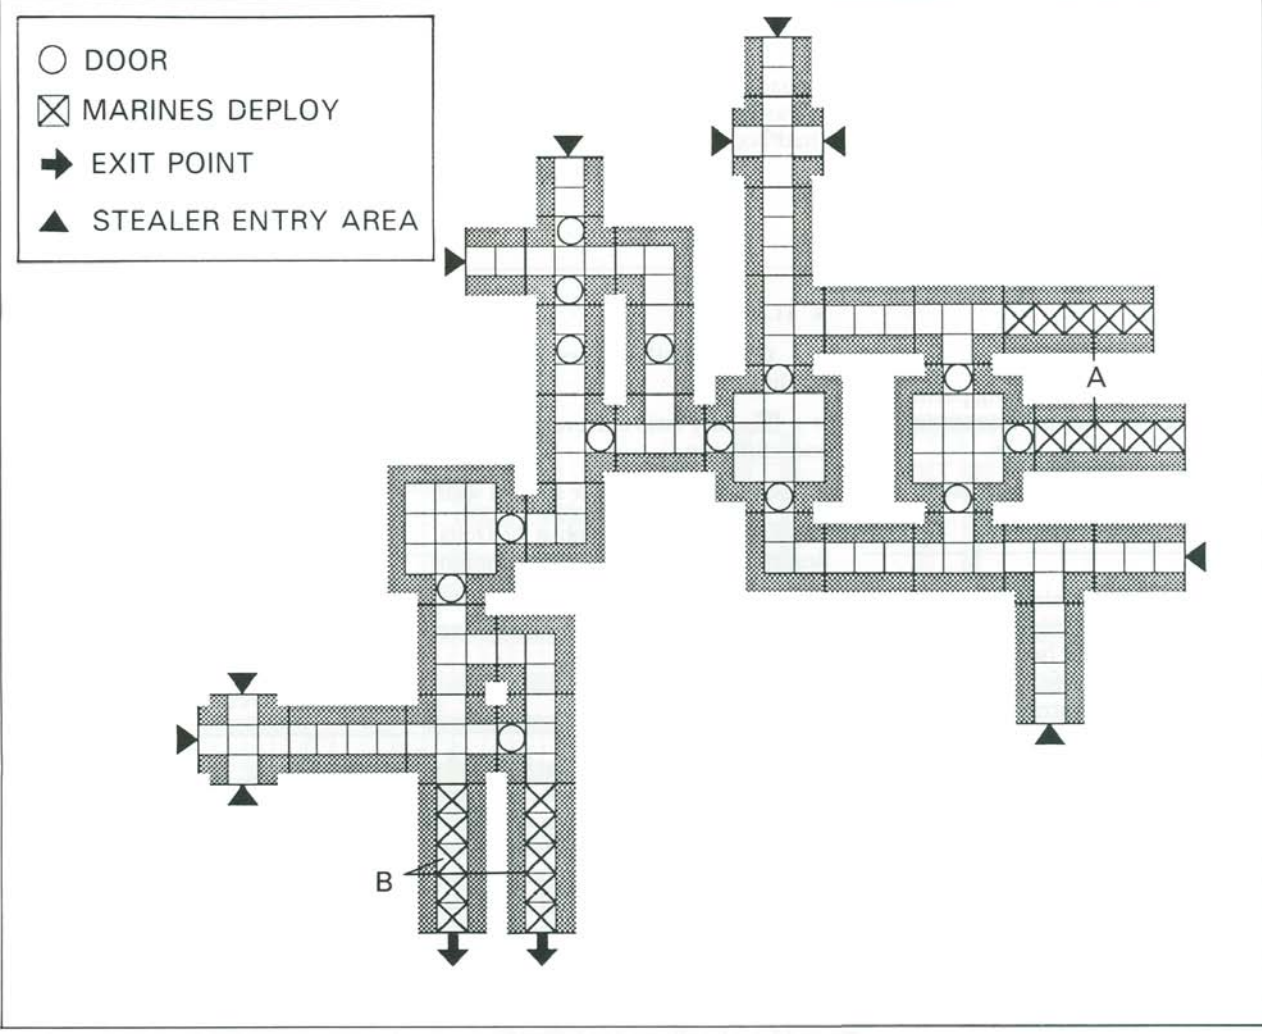 DOOR
MARINES DEPLOY
EXIT POINT
STEALER ENTRY AREA
A
B